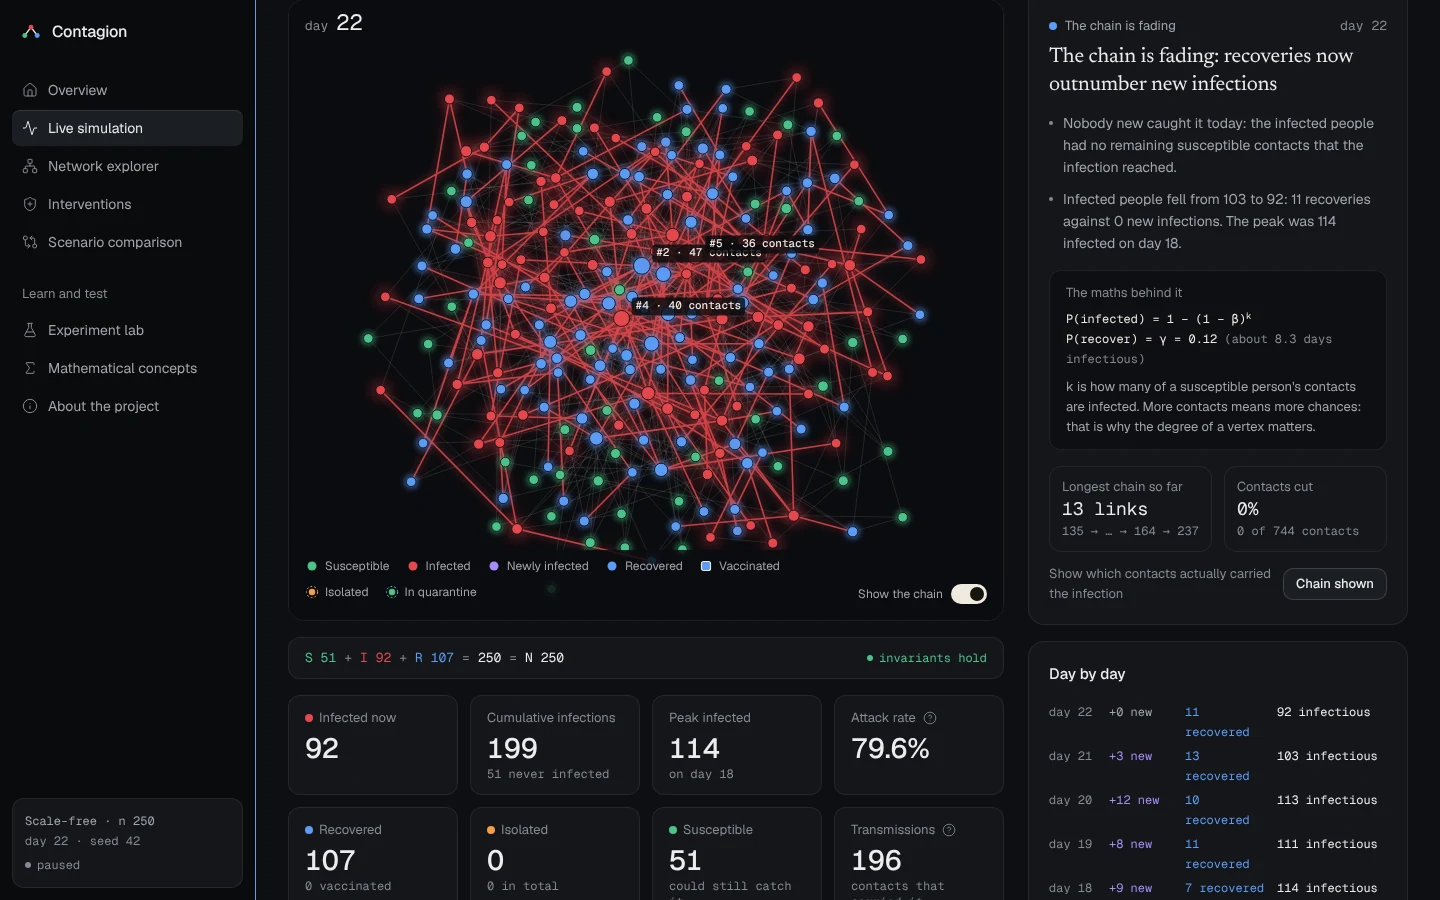 Contagion
Overview
Live simulation
Network explorer
Interventions
Scenario comparison
Learn and test
Experiment lab
Mathematical concepts
About the project
Scale-free · n 250
day 22 · seed 42
paused
day 22
#5 · 36 contacts
#2 · 47 contacts
#4 · 40 contacts
Susceptible
Infected
Newly infected
Recovered
Vaccinated
Isolated
In quarantine
Show the chain
S 51 + I 92 + R 107 = 250 = N 250
invariants hold
Infected now
92
Cumulative infections
199
51 never infected
Peak infected
114
on day 18
Attack rate
79.6%
Recovered
107
0 vaccinated
Isolated
0
0 in total
Susceptible
51
could still catch
Transmissions
196
contacts that
The chain is fading
day 22
The chain is fading: recoveries now
outnumber new infections
• Nobody new caught it today: the infected people
had no remaining susceptible contacts that the
infection reached.
• Infected people fell from 103 to 92: 11 recoveries
against 0 new infections. The peak was 114
infected on day 18.
The maths behind it
P(infected) = 1 − (1 − β)ᵏ
P(recover) = γ = 0.12 (about 8.3 days
infectious)
k is how many of a susceptible person's contacts
are infected. More contacts means more chances:
that is why the degree of a vertex matters.
Longest chain so far
13 links
135 → … → 164 → 237
Contacts cut
0%
0 of 744 contacts
Show which contacts actually carried
the infection
Chain shown
Day by day
day 22 +0 new 11 recovered 92 infectious
day 21 +3 new 13 recovered 103 infectious
day 20 +12 new 10 recovered 113 infectious
day 19 +8 new 11 recovered 111 infectious
day 18 +9 new 7 recovered 114 infectious